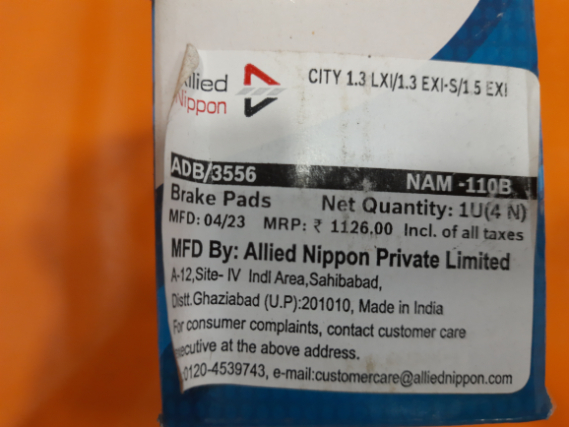 Allied
Nippon
CITY 1.3 LXI/1.3 EXI-S/1.5 EXI
ADB/3556 NAM -110B
Brake Pads Net Quantity: 1U(4 N)
MFD: 04/23 MRP: ₹ 1126.00 Incl. of all taxes
MFD By: Allied Nippon Private Limited
A-12,Site- IV Indl Area,Sahibabad,
Distt.Ghaziabad (U.P):201010, Made in India
For consumer complaints, contact customer care
executive at the above address.
:0120-4539743, e-mail:customercare@alliednippon.com